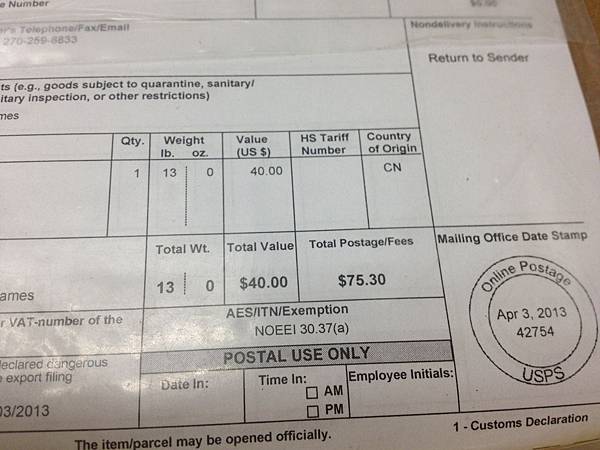 e Number
er's Telephone/Fax/Email
270-259-8833
Nondelivery Instructions
Return to Sender
ts (e.g., goods subject to quarantine, sanitary/
itary inspection, or other restrictions)
mes
Qty. Weight Value HS Tariff Country
lb. oz. (US $) Number of Origin
1 13 0 40.00 CN
Total Wt. Total Value Total Postage/Fees Mailing Office Date Stamp
13 0 $40.00 $75.30
ames
r VAT-number of the
AES/ITN/Exemption
NOEEI 30.37(a)
Online Postage
Apr 3, 2013
42754
USPS
eclared dangerous
export filing
03/2013
POSTAL USE ONLY
Date In: Time In: Employee Initials:
AM
PM
The item/parcel may be opened officially.
1 - Customs Declaration